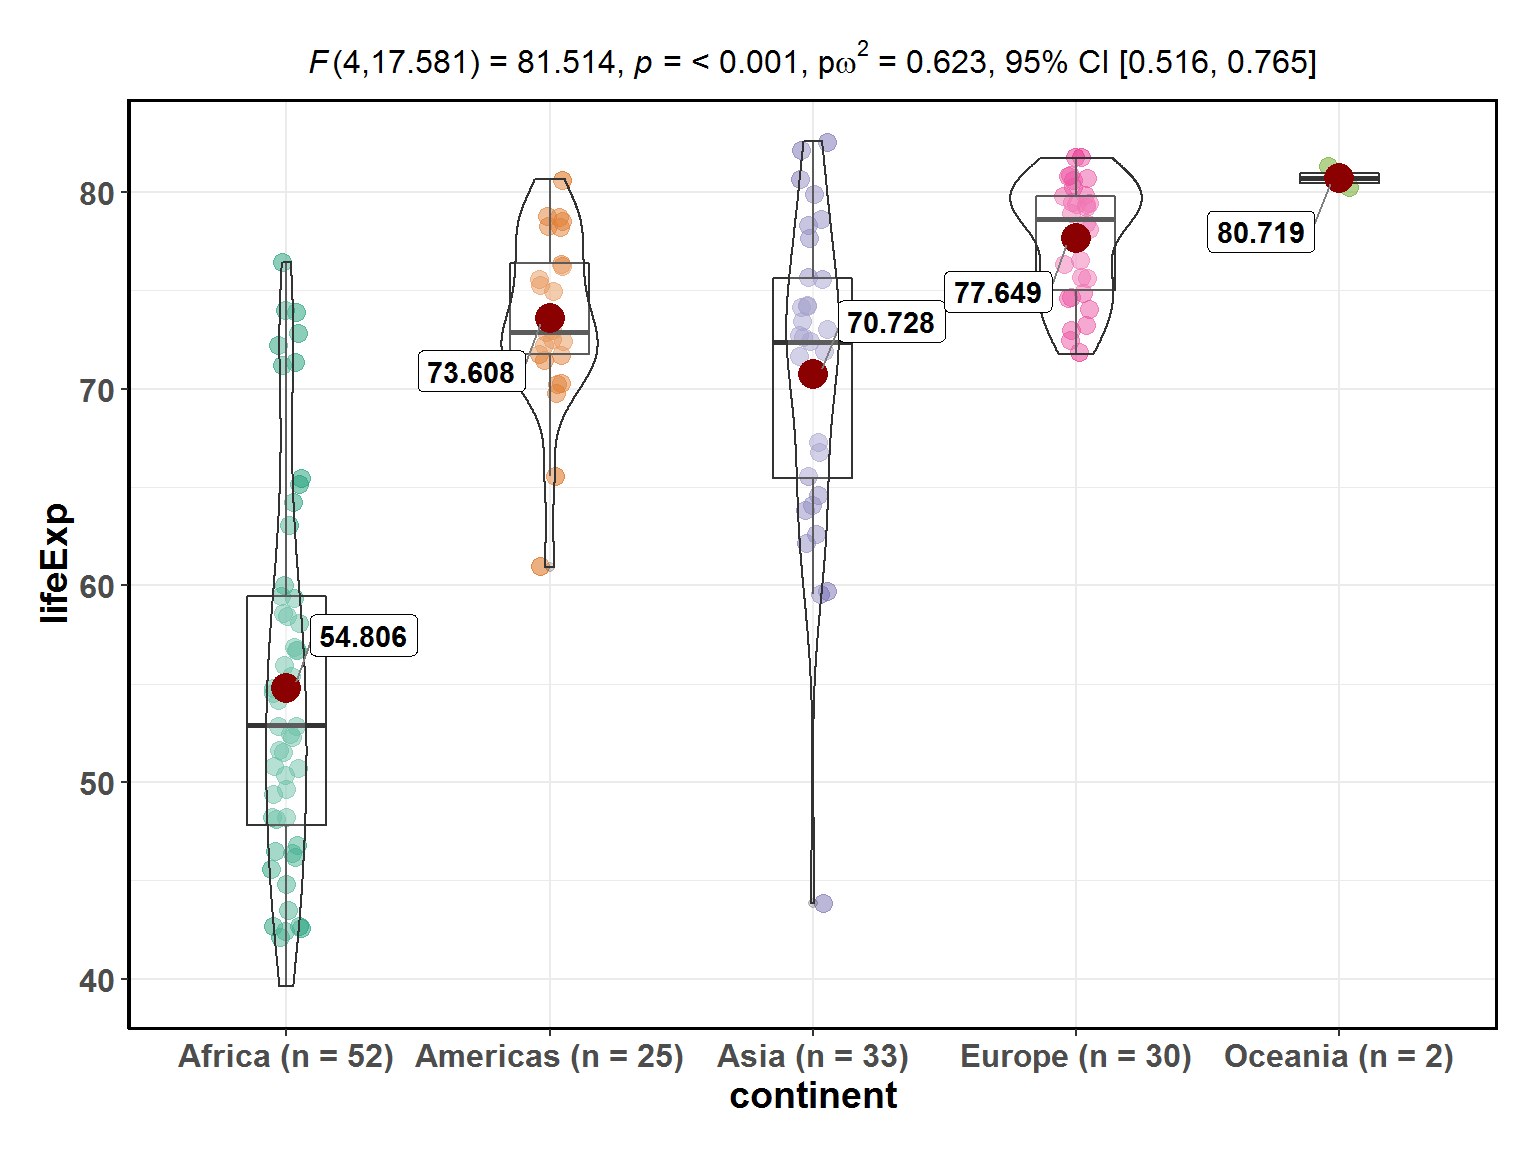 F(4,17.581) = 81.514, p = < 0.001, pω² = 0.623, 95% CI [0.516, 0.765]
lifeExp
80
70
60
50
40
54.806
73.608
70.728
77.649
80.719
Africa (n = 52)
Americas (n = 25)
Asia (n = 33)
Europe (n = 30)
Oceania (n = 2)
continent